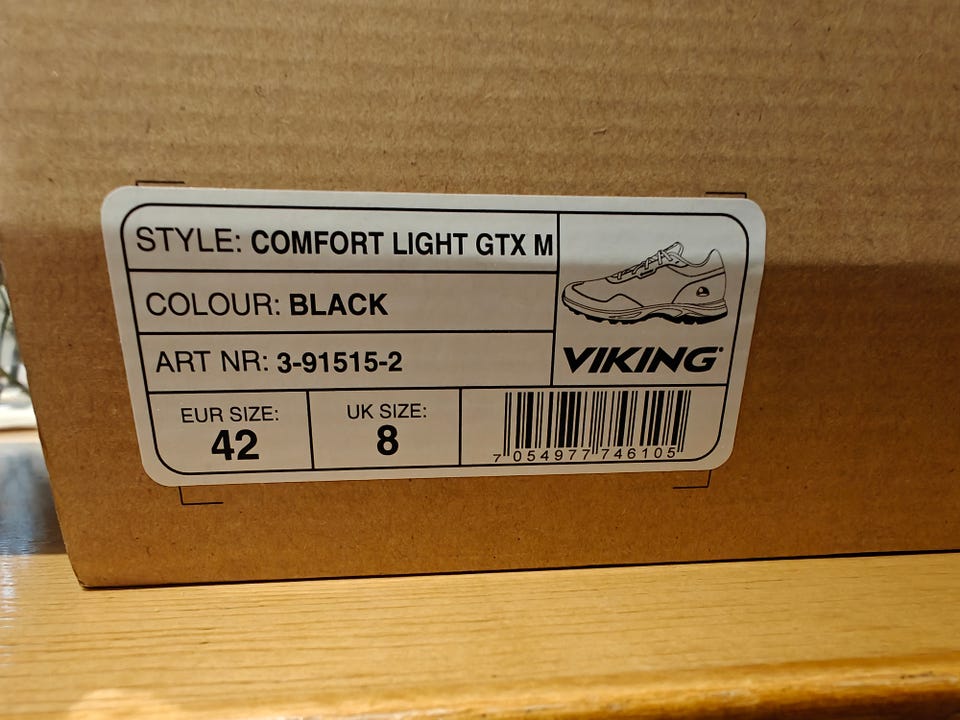 STYLE: COMFORT LIGHT GTX M
COLOUR: BLACK
ART NR: 3-91515-2
VIKING
EUR SIZE:
42
UK SIZE:
8
7 054977 746105